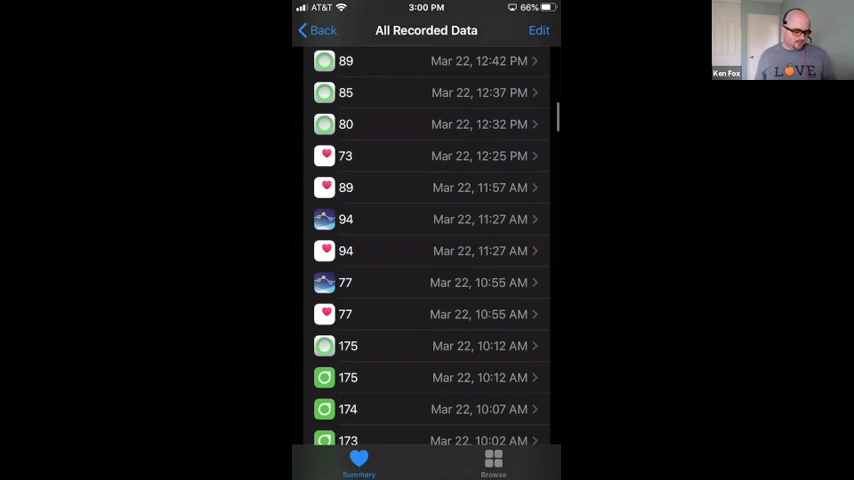 AT&T 3:00 PM 66%
Back All Recorded Data Edit
89 Mar 22, 12:42 PM
85 Mar 22, 12:37 PM
80 Mar 22, 12:32 PM
73 Mar 22, 12:25 PM
89 Mar 22, 11:57 AM
94 Mar 22, 11:27 AM
94 Mar 22, 11:27 AM
77 Mar 22, 10:55 AM
77 Mar 22, 10:55 AM
175 Mar 22, 10:12 AM
175 Mar 22, 10:12 AM
174 Mar 22, 10:07 AM
173 Mar 22, 10:02 AM
Summary Browse
LOVE
Ken Fox